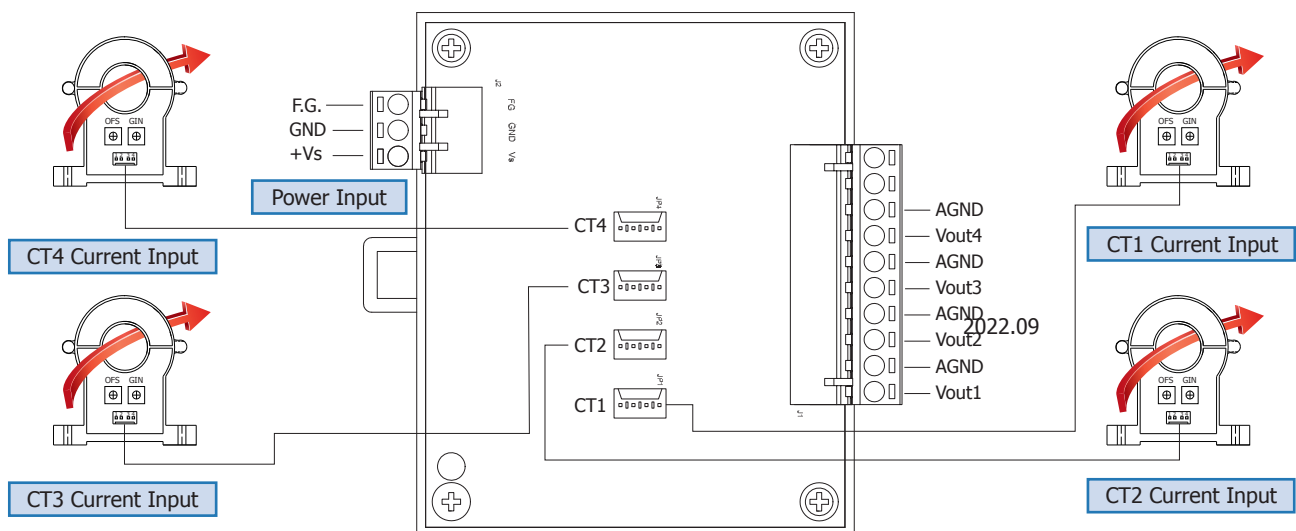 OFS GIN
CT4 Current Input
OFS GIN
CT3 Current Input
F.G.
GND
+Vs
Power Input
J2
FG GND Vs
CT4
JP4
CT3
CT2
JP2
CT1
JP1
J1
AGND
Vout4
AGND
Vout3
AGND
2022.09
Vout2
AGND
Vout1
OFS GIN
CT1 Current Input
OFS GIN
CT2 Current Input